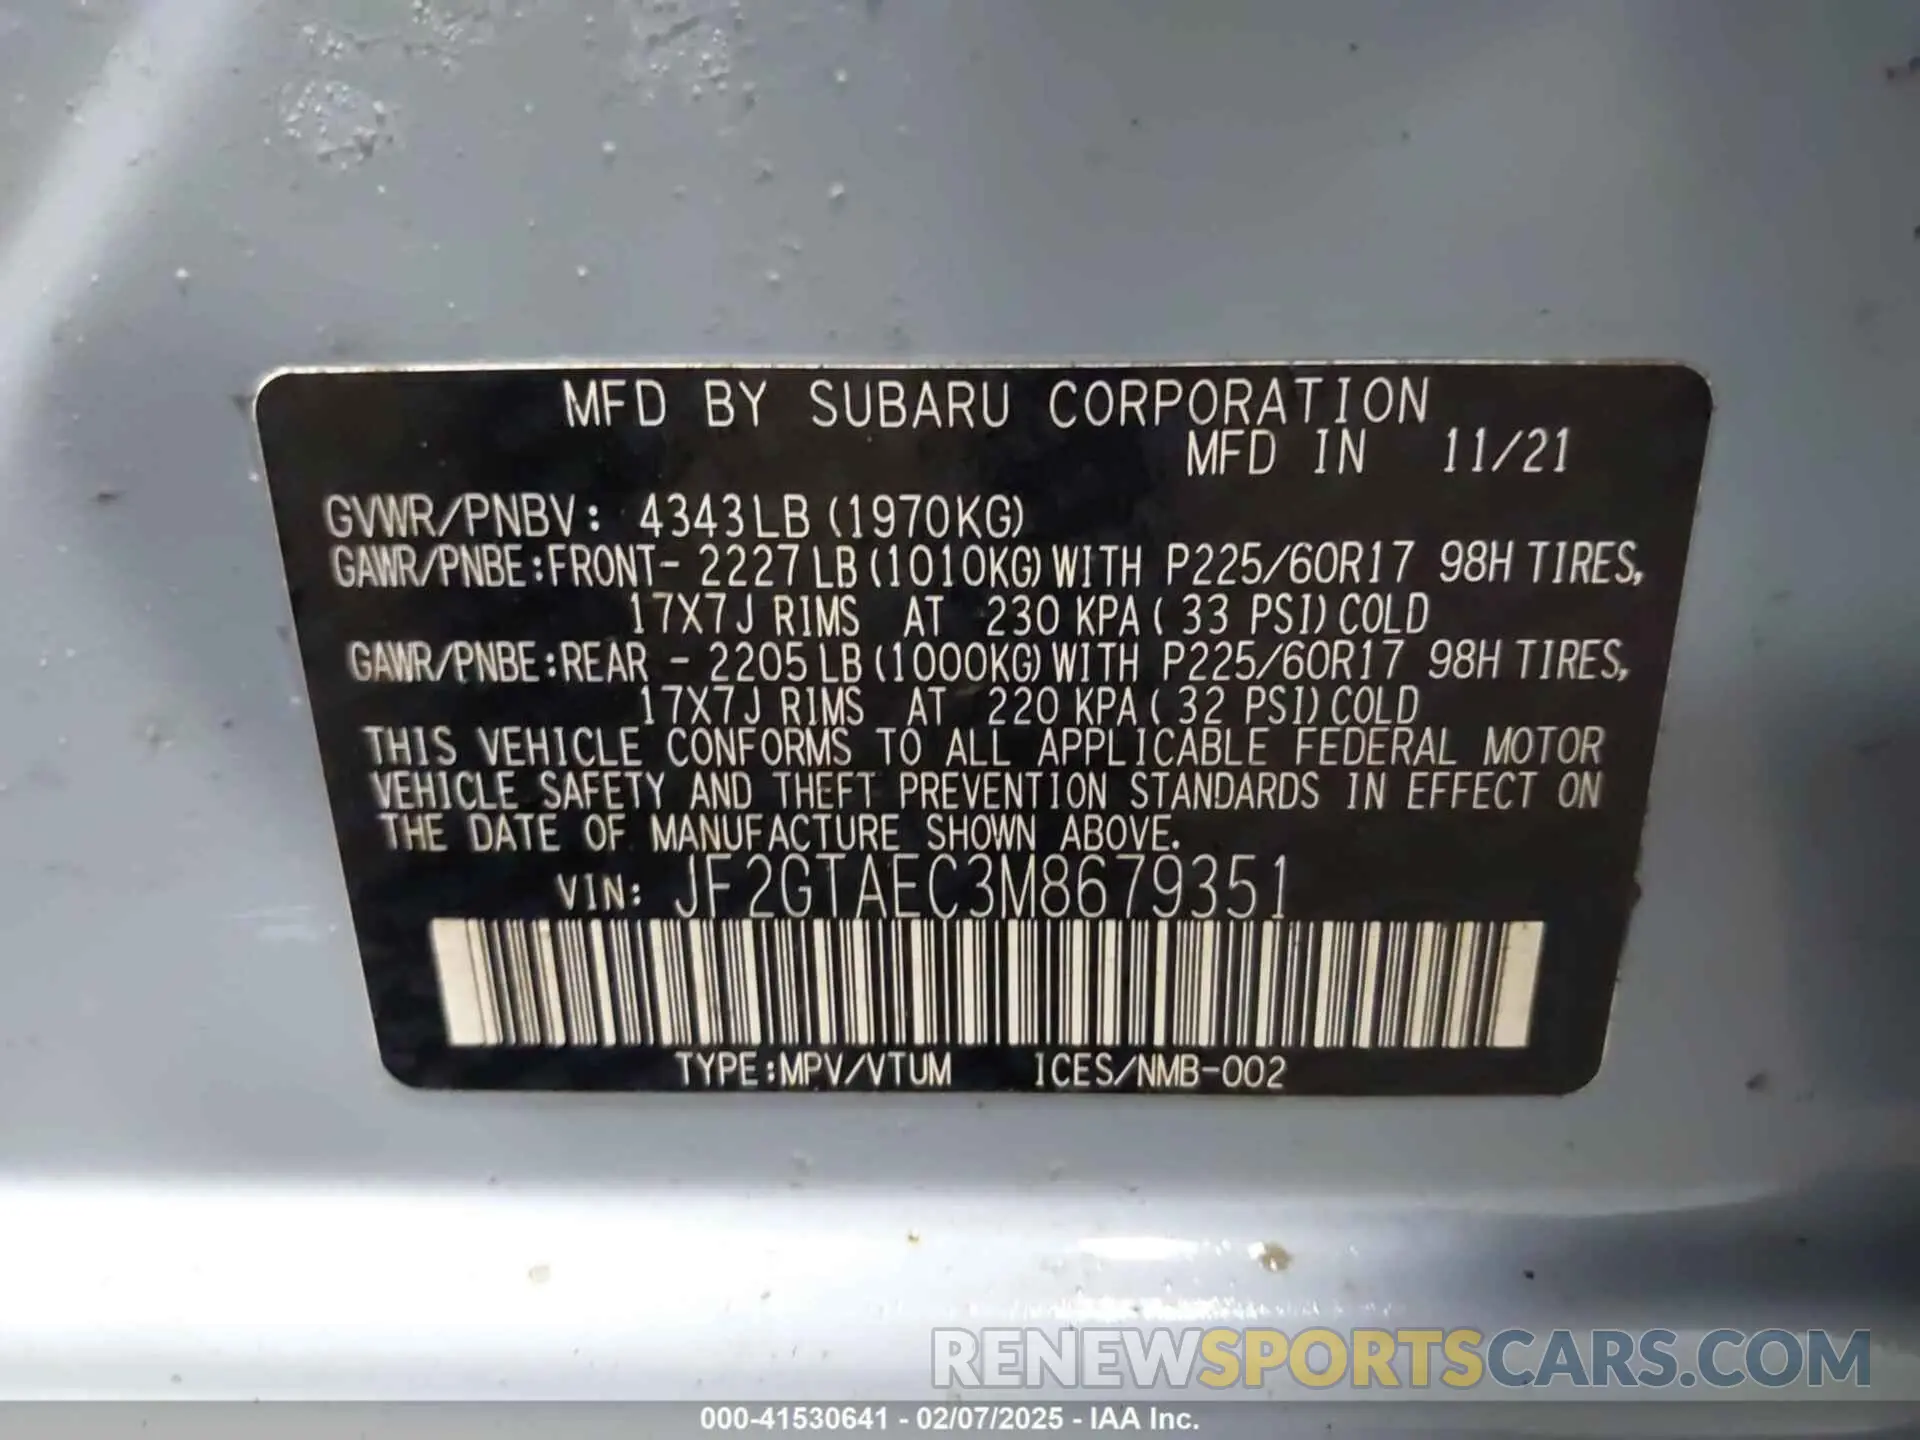 MFD BY SUBARU CORPORATION
MFD IN 11/21
GVWR/PNBV: 4343LB (1970KG)
GAWR/PNBE:FRONT- 2227LB (1010KG) WITH P225/60R17 98H TIRES,
17X7J RIMS AT 230 KPA ( 33 PSI) COLD
GAWR/PNBE:REAR - 2205LB (1000KG) WITH P225/60R17 98H TIRES,
17X7J RIMS AT 220 KPA ( 32 PSI) COLD
THIS VEHICLE CONFORMS TO ALL APPLICABLE FEDERAL MOTOR
VEHICLE SAFETY AND THEFT PREVENTION STANDARDS IN EFFECT ON
THE DATE OF MANUFACTURE SHOWN ABOVE.
VIN: JF2GTAEC3M8679351
TYPE:MPV/VTUM ICES/NMB-002
RENEWSPORTSCARS.COM
000-41530641 - 02/07/2025 - IAA Inc.